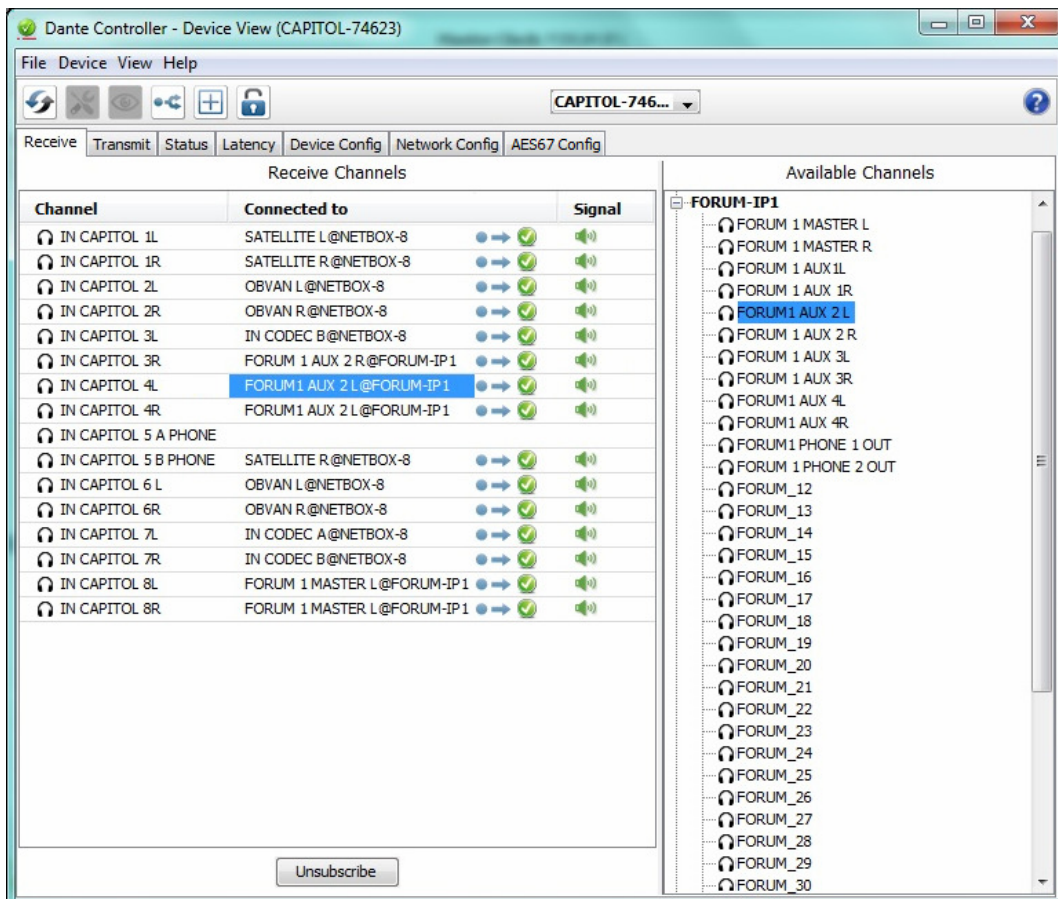 Dante Controller - Device View (CAPITOL-74623)
File Device View Help
CAPITOL-746...
Receive Transmit Status Latency Device Config Network Config AES67 Config
Receive Channels
Channel Connected to Signal
IN CAPITOL 1L SATELLITE L@NETBOX-8
IN CAPITOL 1R SATELLITE R@NETBOX-8
IN CAPITOL 2L OBVAN L@NETBOX-8
IN CAPITOL 2R OBVAN R@NETBOX-8
IN CAPITOL 3L IN CODEC B@NETBOX-8
IN CAPITOL 3R FORUM 1 AUX 2 R@FORUM-IP1
IN CAPITOL 4L FORUM1 AUX 2 L@FORUM-IP1
IN CAPITOL 4R FORUM1 AUX 2 L@FORUM-IP1
IN CAPITOL 5 A PHONE
IN CAPITOL 5 B PHONE SATELLITE R@NETBOX-8
IN CAPITOL 6 L OBVAN L@NETBOX-8
IN CAPITOL 6R OBVAN R@NETBOX-8
IN CAPITOL 7L IN CODEC A@NETBOX-8
IN CAPITOL 7R IN CODEC B@NETBOX-8
IN CAPITOL 8L FORUM 1 MASTER L@FORUM-IP1
IN CAPITOL 8R FORUM 1 MASTER L@FORUM-IP1
Unsubscribe
Available Channels
FORUM-IP1
FORUM 1 MASTER L
FORUM 1 MASTER R
FORUM 1 AUX1L
FORUM 1 AUX 1R
FORUM1 AUX 2 L
FORUM 1 AUX 2 R
FORUM 1 AUX 3L
FORUM 1 AUX 3R
FORUM1 AUX 4L
FORUM1 AUX 4R
FORUM1 PHONE 1 OUT
FORUM 1 PHONE 2 OUT
FORUM_12
FORUM_13
FORUM_14
FORUM_15
FORUM_16
FORUM_17
FORUM_18
FORUM_19
FORUM_20
FORUM_21
FORUM_22
FORUM_23
FORUM_24
FORUM_25
FORUM_26
FORUM_27
FORUM_28
FORUM_29
FORUM_30